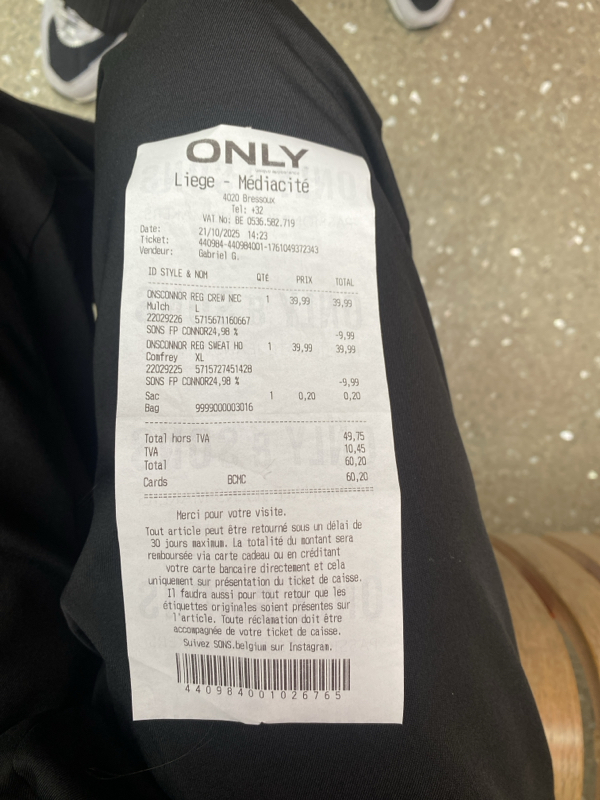 ONLY
Liege - Médiacité
4020 Bressoux
Tel: +32
VAT No: BE 0536.582.719
Date: 21/10/2025 14:23
Ticket: 440984-440984001-1761049372343
Vendeur: Gabriel G.
ID STYLE & NOM QTÉ PRIX TOTAL
ONSCONNOR REG CREW NEC 1 39,99 39,99
Mulch L
22029226 5715671160667
SONS FP CONNOR24,98 % -9,99
ONSCONNOR REG SWEAT HO 1 39,99 39,99
Comfrey XL
22029225 5715727451428
SONS FP CONNOR24,98 % -9,99
Sac 1 0,20 0,20
Bag 9999000003016
Total hors TVA 49,75
TVA 10,45
Total 60,20
Cards BCMC 60,20
Merci pour votre visite.
Tout article peut être retourné sous un délai de
30 jours maximum. La totalité du montant sera
remboursée via carte cadeau ou en créditant
votre carte bancaire directement et cela
uniquement sur présentation du ticket de caisse.
Il faudra aussi pour tout retour que les
étiquettes originales soient présentes sur
l'article. Toute réclamation doit être
accompagnée de votre ticket de caisse.
Suivez SONS.belgium sur Instagram.
440984001026765